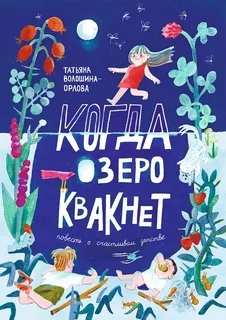 ТАТЬЯНА
ВОЛОШИНА-
ОРЛОВА
КОГДА
ОЗЕРО
КВАКНЕТ
повесть о счастливом детстве